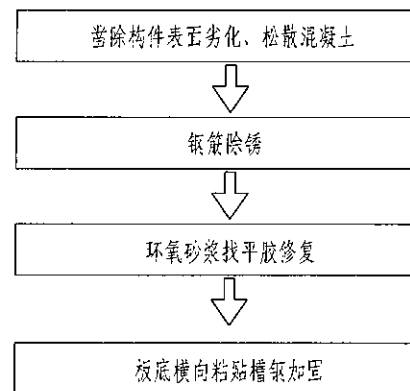 凿除构件表面劣化、松散混凝土
钢筋除锈
环氧砂浆找平胶修复
板底横向粘贴槽钢加固